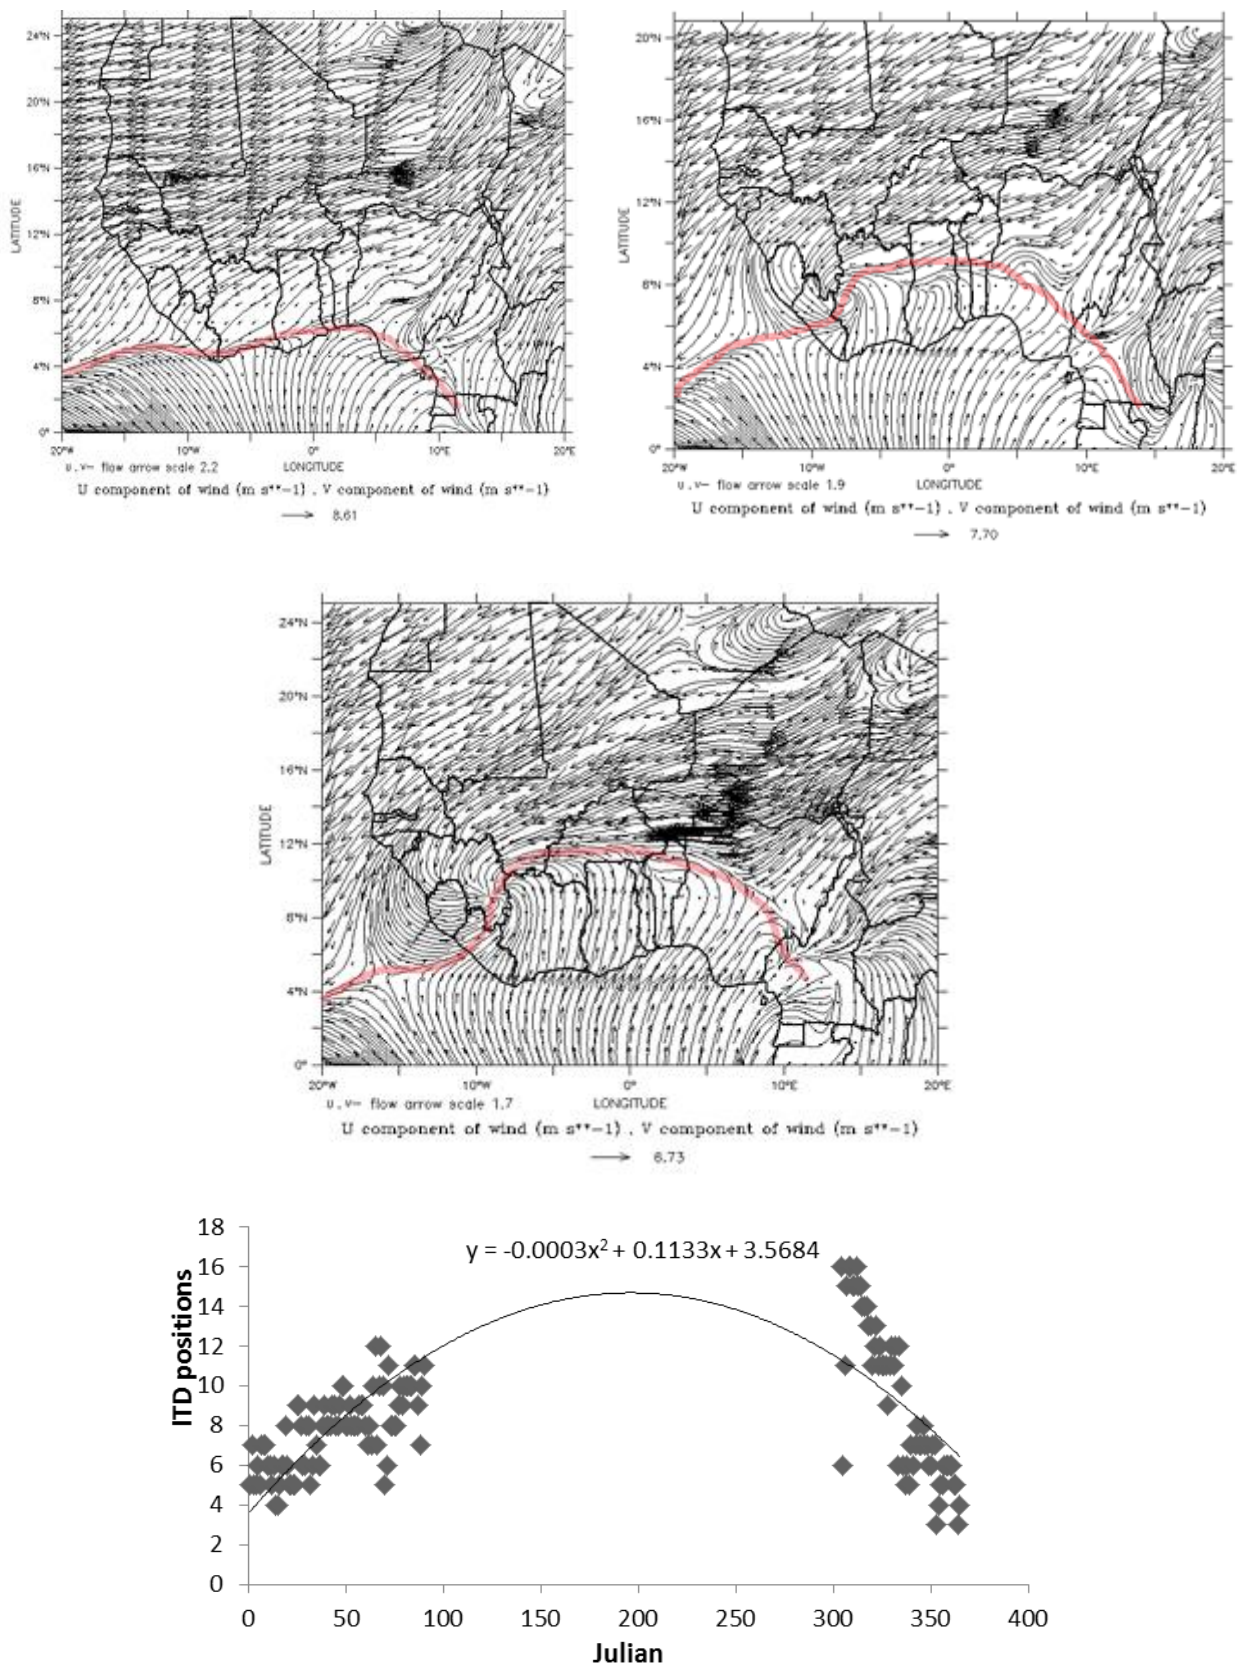 24°N
20°N
16°N
12°N
8°N
4°N
0°
LATITUDE
20°W 10°W 0° 10°E 20°E
u,v- flow arrow scale 2.2 LONGITUDE
U component of wind (m s**-1) , V component of wind (m s**-1)
8.61
20°N
16°N
12°N
8°N
4°N
0°
LATITUDE
20°W 10°W 0° 10°E 20°E
u,v- flow arrow scale 1.9 LONGITUDE
U component of wind (m s**-1) , V component of wind (m s**-1)
7.70
24°N
20°N
16°N
12°N
8°N
4°N
0°
LATITUDE
20°W 10°W 0° 10°E 20°E
u,v- flow arrow scale 1.7 LONGITUDE
U component of wind (m s**-1) , V component of wind (m s**-1)
6.73
18
16
14
12
10
8
6
4
2
0
ITD positions
y = -0.0003x² + 0.1133x + 3.5684
0 50 100 150 200 250 300 350 400
Julian